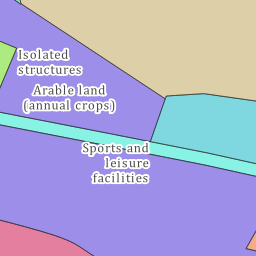 Isolated
structures
Arable land
(annual crops)
Sports and
leisure
facilities